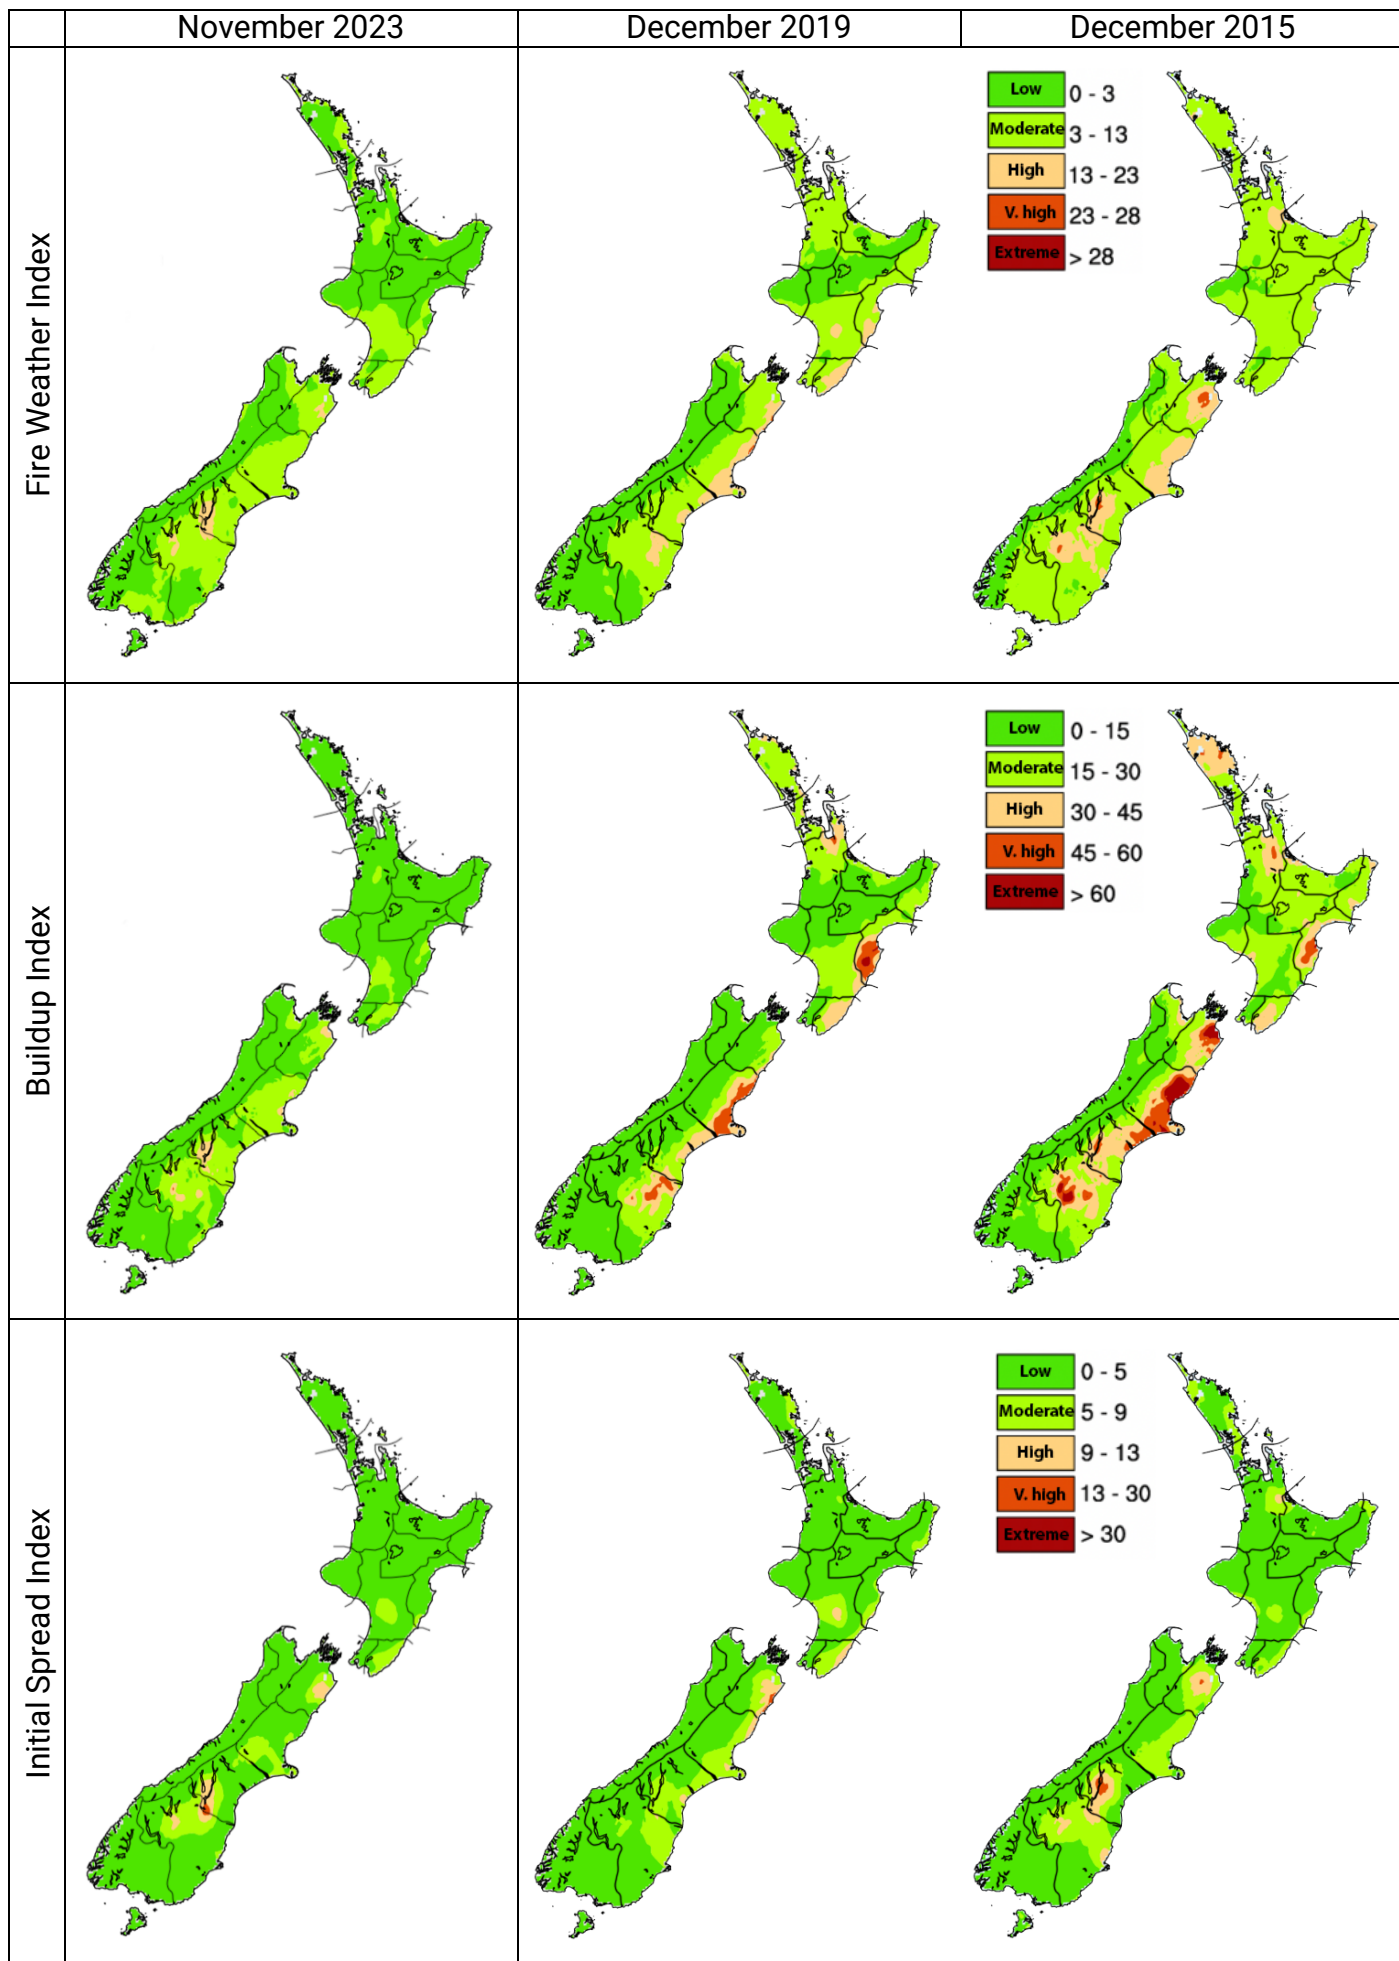 November 2023
December 2019
December 2015
Fire Weather Index
Low 0 - 3
Moderate 3 - 13
High 13 - 23
V. high 23 - 28
Extreme > 28
Buildup Index
Low 0 - 15
Moderate 15 - 30
High 30 - 45
V. high 45 - 60
Extreme > 60
Initial Spread Index
Low 0 - 5
Moderate 5 - 9
High 9 - 13
V. high 13 - 30
Extreme > 30